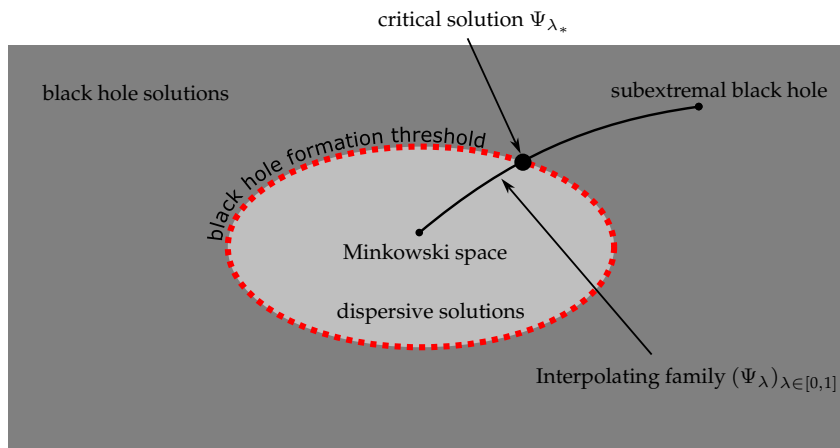 critical solution Ψ_{λ_*}
black hole solutions
subextremal black hole
black hole formation threshold
Minkowski space
dispersive solutions
Interpolating family (Ψ_λ)_{λ∈[0,1]}